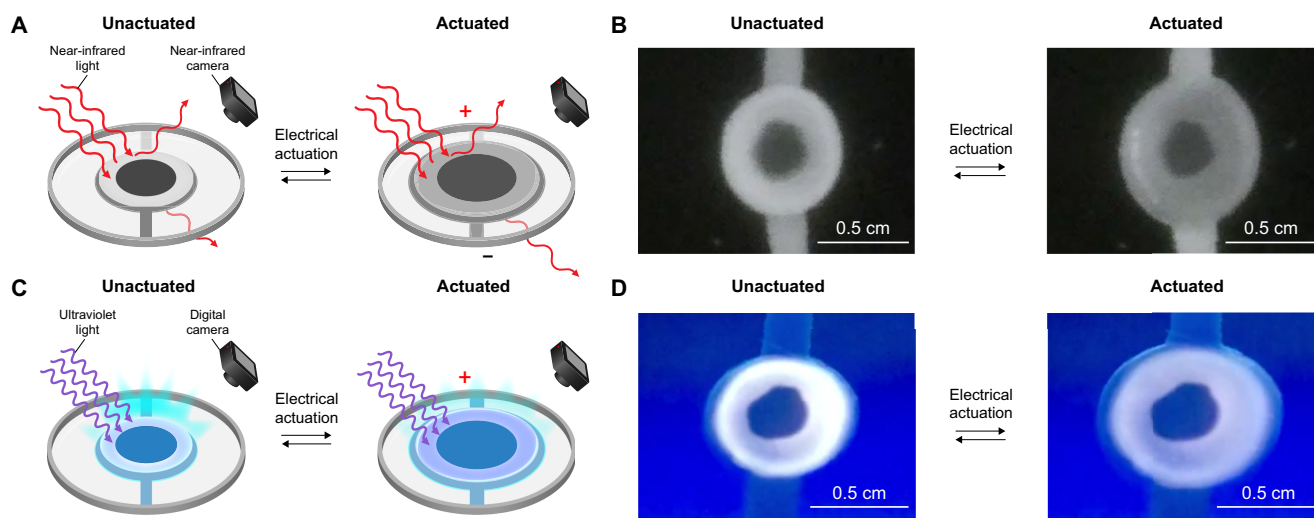 A
Unactuated
Near-infrared
light
Near-infrared
camera
Electrical
actuation
Actuated
+
−
B
Unactuated
0.5 cm
Electrical
actuation
Actuated
0.5 cm
C
Unactuated
Ultraviolet
light
Digital
camera
Electrical
actuation
Actuated
+
D
Unactuated
0.5 cm
Electrical
actuation
Actuated
0.5 cm